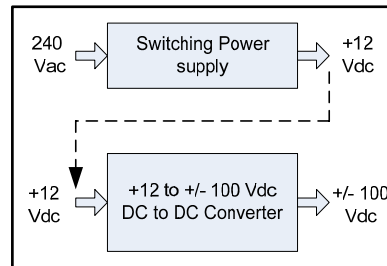 240
Vac
Switching Power
supply
+12
Vdc
+12
Vdc
+12 to +/- 100 Vdc
DC to DC Converter
+/- 100
Vdc